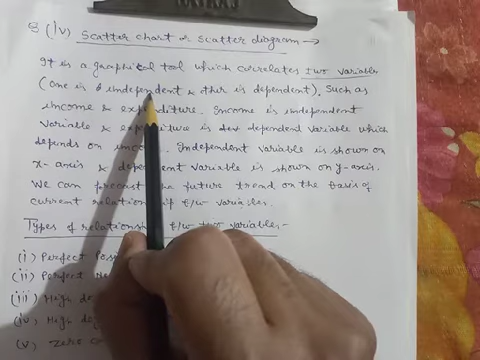 Q (iv) Scatter chart or Scatter diagram →
It is a graphical tool which correlates two variables
(One is independent & other is dependent). Such as
income & expenditure. Income is independent
variable & expenditure is dependent variable which
depends on income. Independent variable is shown on
x-axis & dependent variable is shown on y-axis.
We can forecast the future trend on the basis of
current relationship b/w variables.
Types of relationship b/w two variables:-
(i) Perfect
(ii) Perfect
(iii) High
(iv) High
(v) Zero